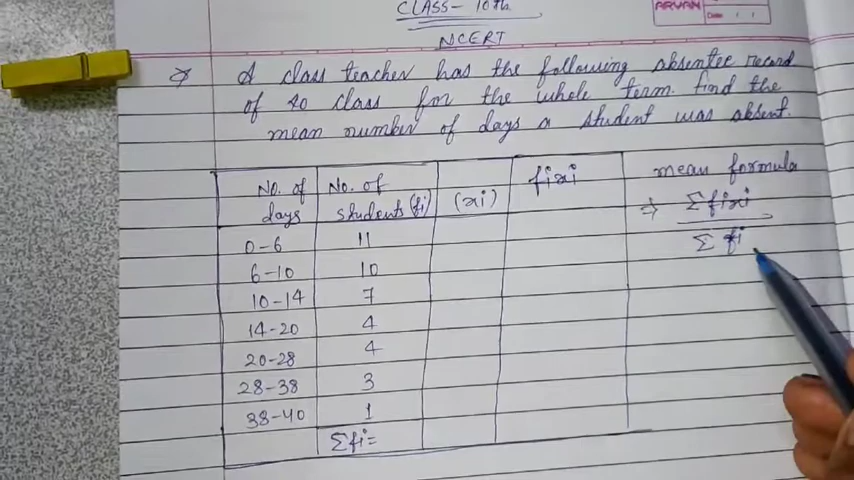 CLASS - 10th
ARYAN
Date
NCERT
A class teacher has the following absentee record
of 40 class for the whole term. find the
mean number of days a student was absent.
No. of days | No. of students (fi) | (xi) | fixi
0-6 | 11
6-10 | 10
10-14 | 7
14-20 | 4
20-28 | 4
28-38 | 3
38-40 | 1
Σfi=
mean formula
⇒ Σfixi
Σ fi